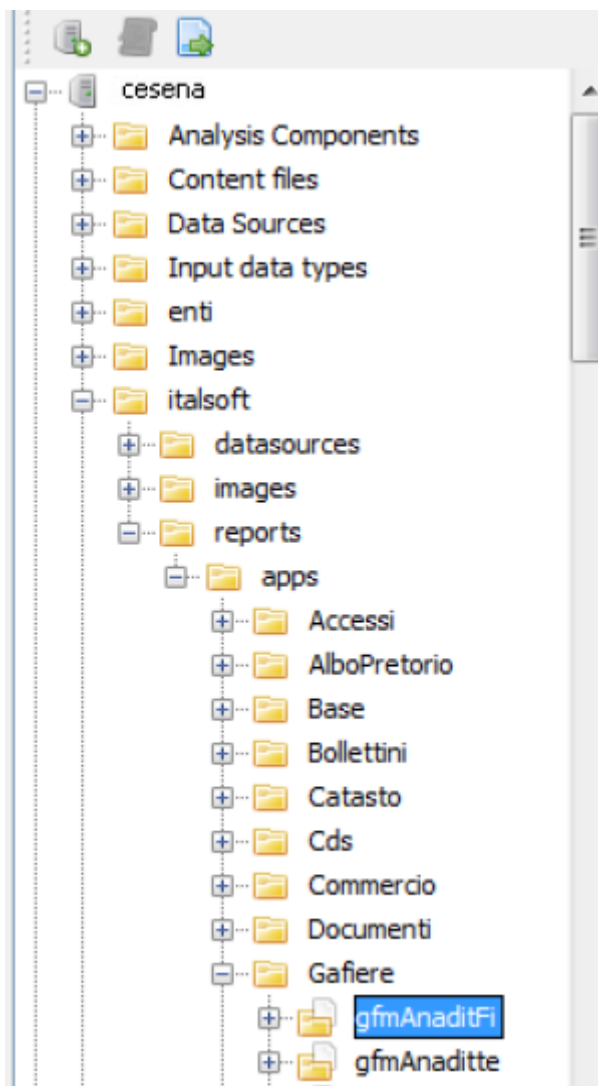 cesena
Analysis Components
Content files
Data Sources
Input data types
enti
Images
italsoft
datasources
images
reports
apps
Accessi
AlboPretorio
Base
Bollettini
Catasto
Cds
Commercio
Documenti
Gafiere
gfmAnaditFi
gfmAnaditte